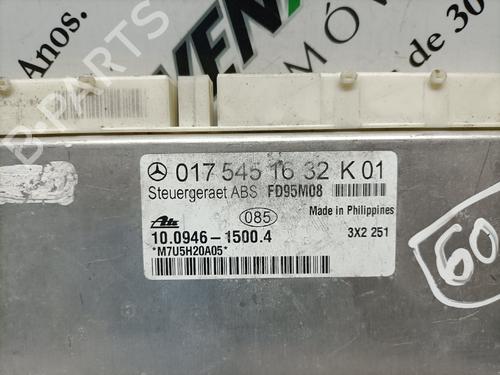 Anos.
VEN
MÓV
de 30
B-PARTS
017 545 16 32 K 01
Steuergeraet ABS FD95M08
Ate 085 Made in Philippines
10.0946-1500.4 3X2 251
*M7U5H20A05*
60